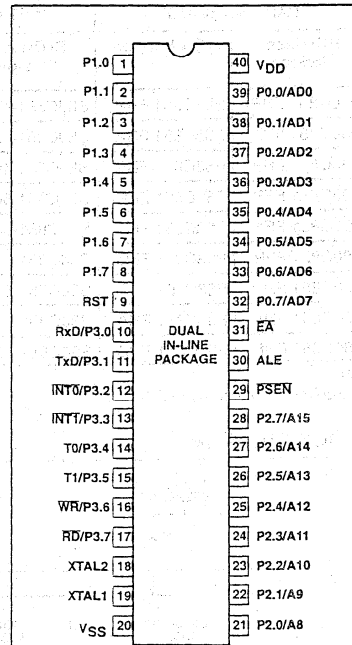 P1.0 1
P1.1 2
P1.2 3
P1.3 4
P1.4 5
P1.5 6
P1.6 7
P1.7 8
RST 9
RxD/P3.0 10
TxD/P3.1 11
INT0/P3.2 12
INT1/P3.3 13
T0/P3.4 14
T1/P3.5 15
WR/P3.6 16
RD/P3.7 17
XTAL2 18
XTAL1 19
VSS 20
DUAL
IN-LINE
PACKAGE
40 VDD
39 P0.0/AD0
38 P0.1/AD1
37 P0.2/AD2
36 P0.3/AD3
35 P0.4/AD4
34 P0.5/AD5
33 P0.6/AD6
32 P0.7/AD7
31 EA
30 ALE
29 PSEN
28 P2.7/A15
27 P2.6/A14
26 P2.5/A13
25 P2.4/A12
24 P2.3/A11
23 P2.2/A10
22 P2.1/A9
21 P2.0/A8